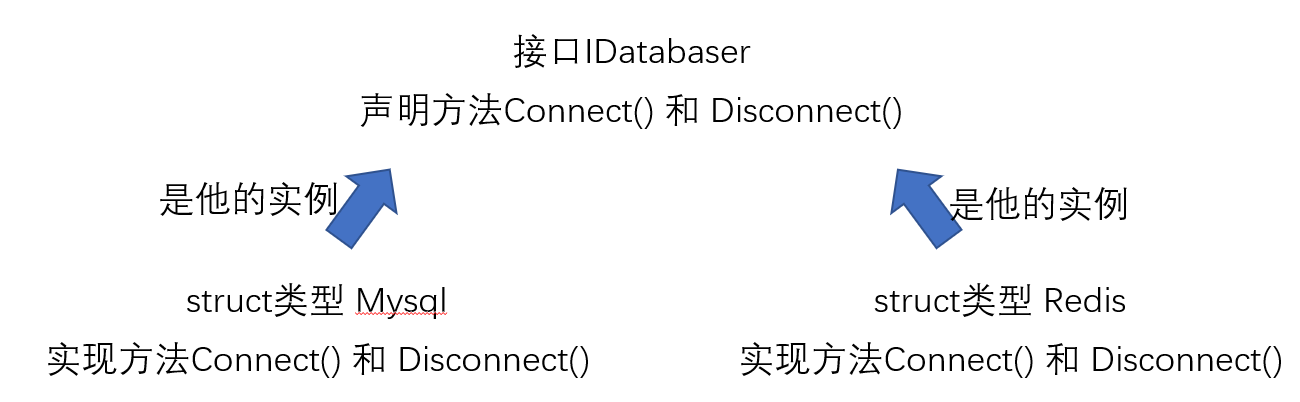 接口IDatabaser
声明方法Connect() 和 Disconnect()
是他的实例
是他的实例
struct类型 Mysql
struct类型 Redis
实现方法Connect() 和 Disconnect()
实现方法Connect() 和 Disconnect()